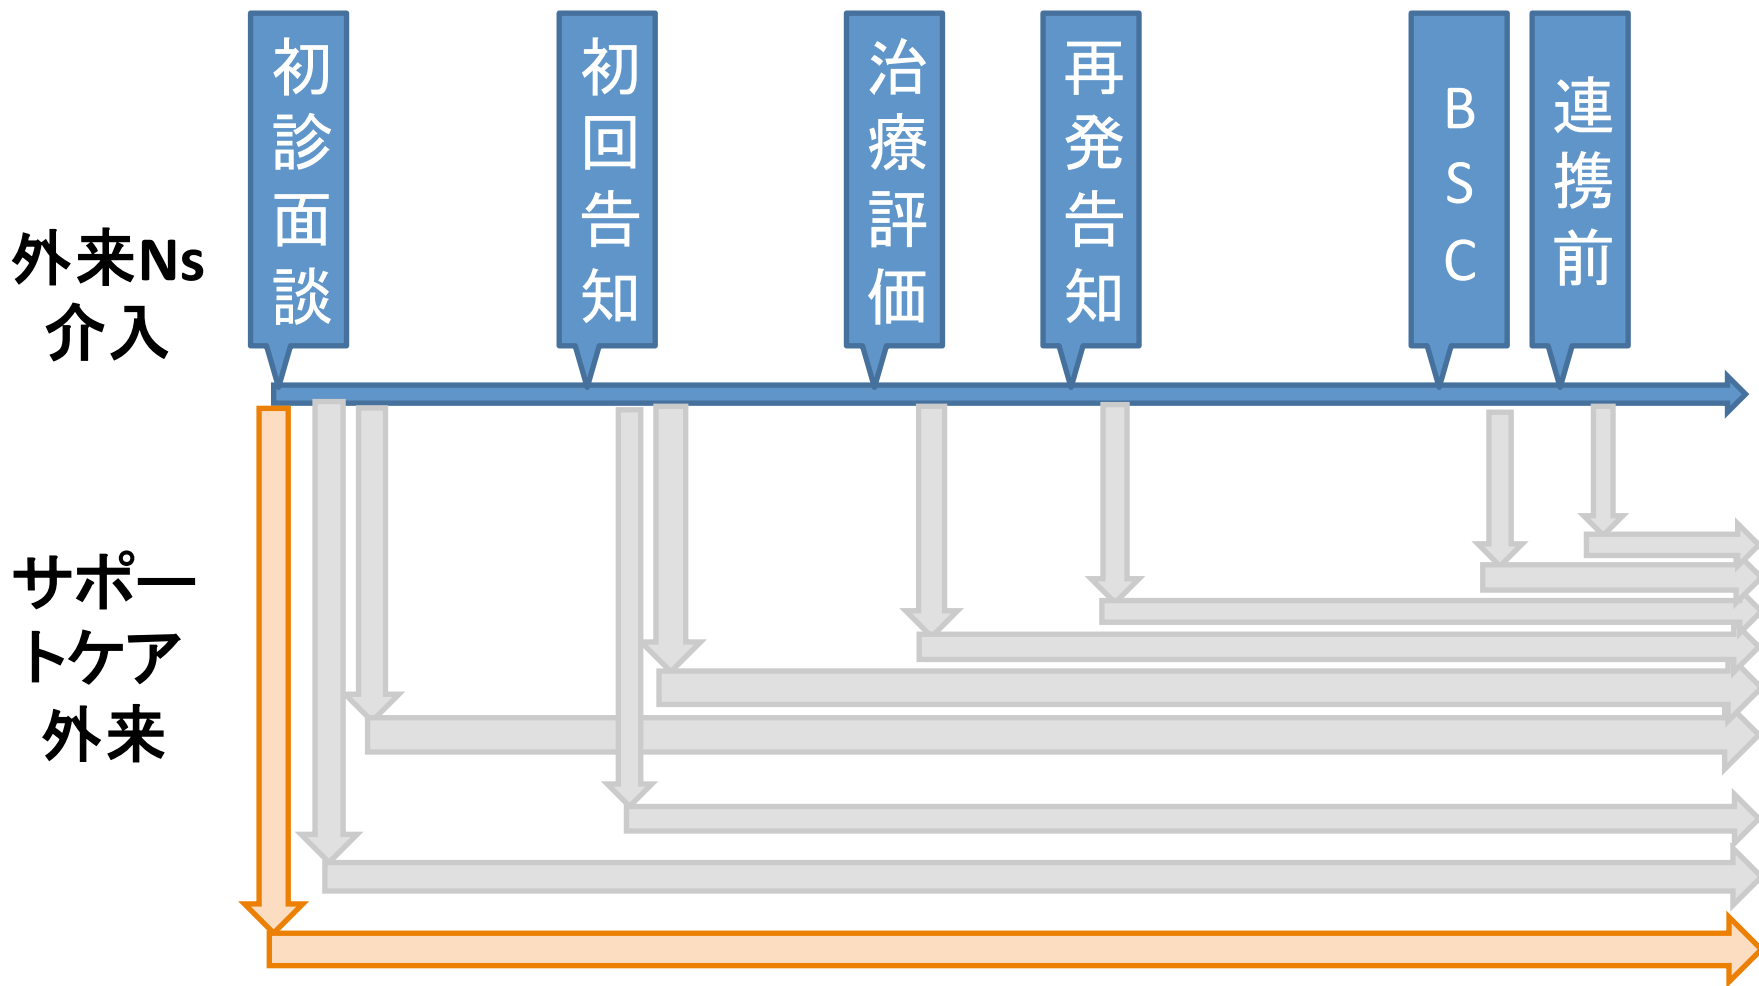 初診面談
初回告知
治療評価
再発告知
BSC
連携前
外来Ns
介入
サポー
トケア
外来